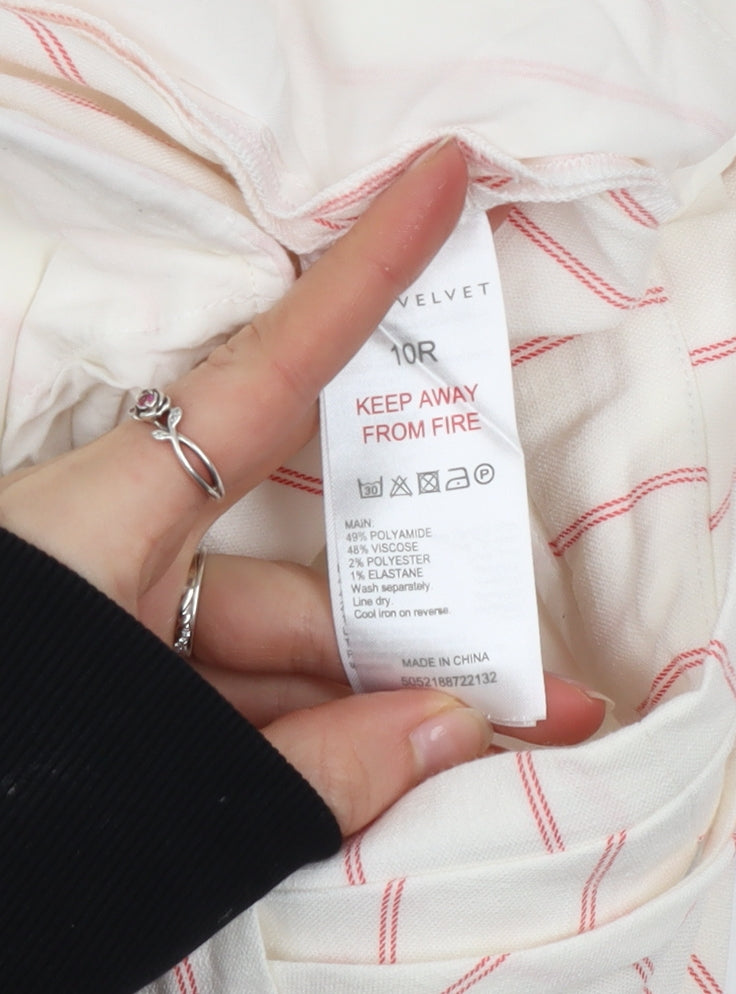 VELVET
10R
KEEP AWAY
FROM FIRE
30 P
MAIN:
49% POLYAMIDE
48% VISCOSE
2% POLYESTER
1% ELASTANE
Wash separately.
Line dry.
Cool iron on reverse.
MADE IN CHINA
5052188722132